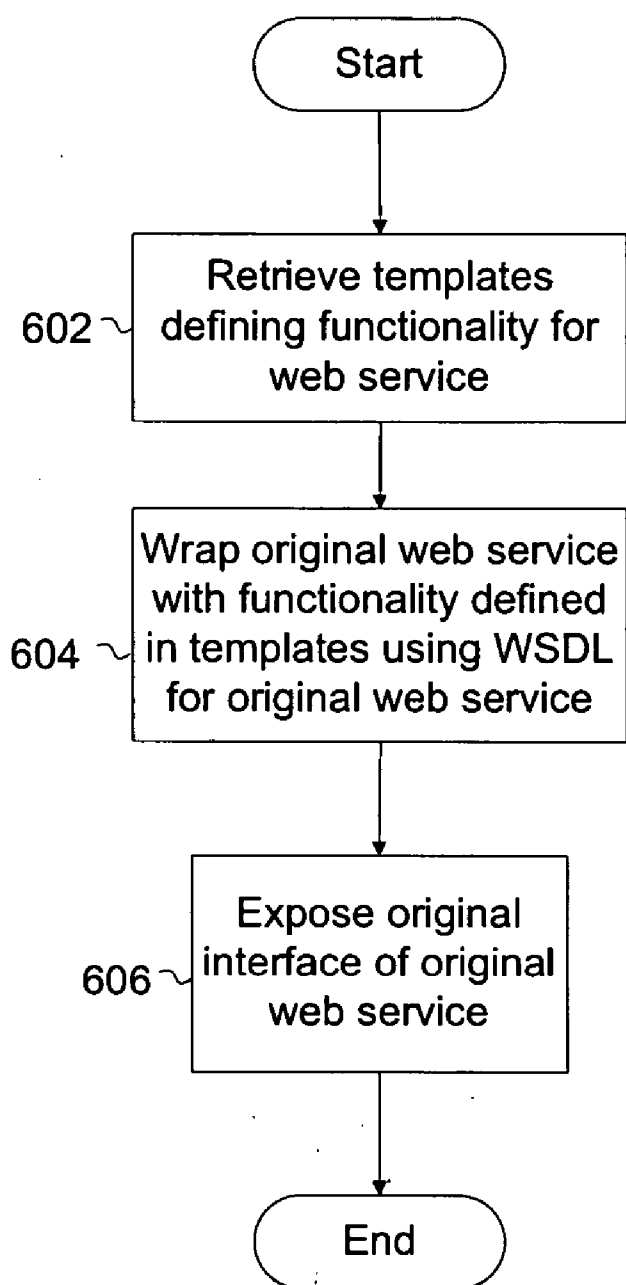 Start
Retrieve templates
defining functionality for
web service
602
Wrap original web service
with functionality defined
in templates using WSDL
for original web service
604
Expose original
interface of original
web service
606
End